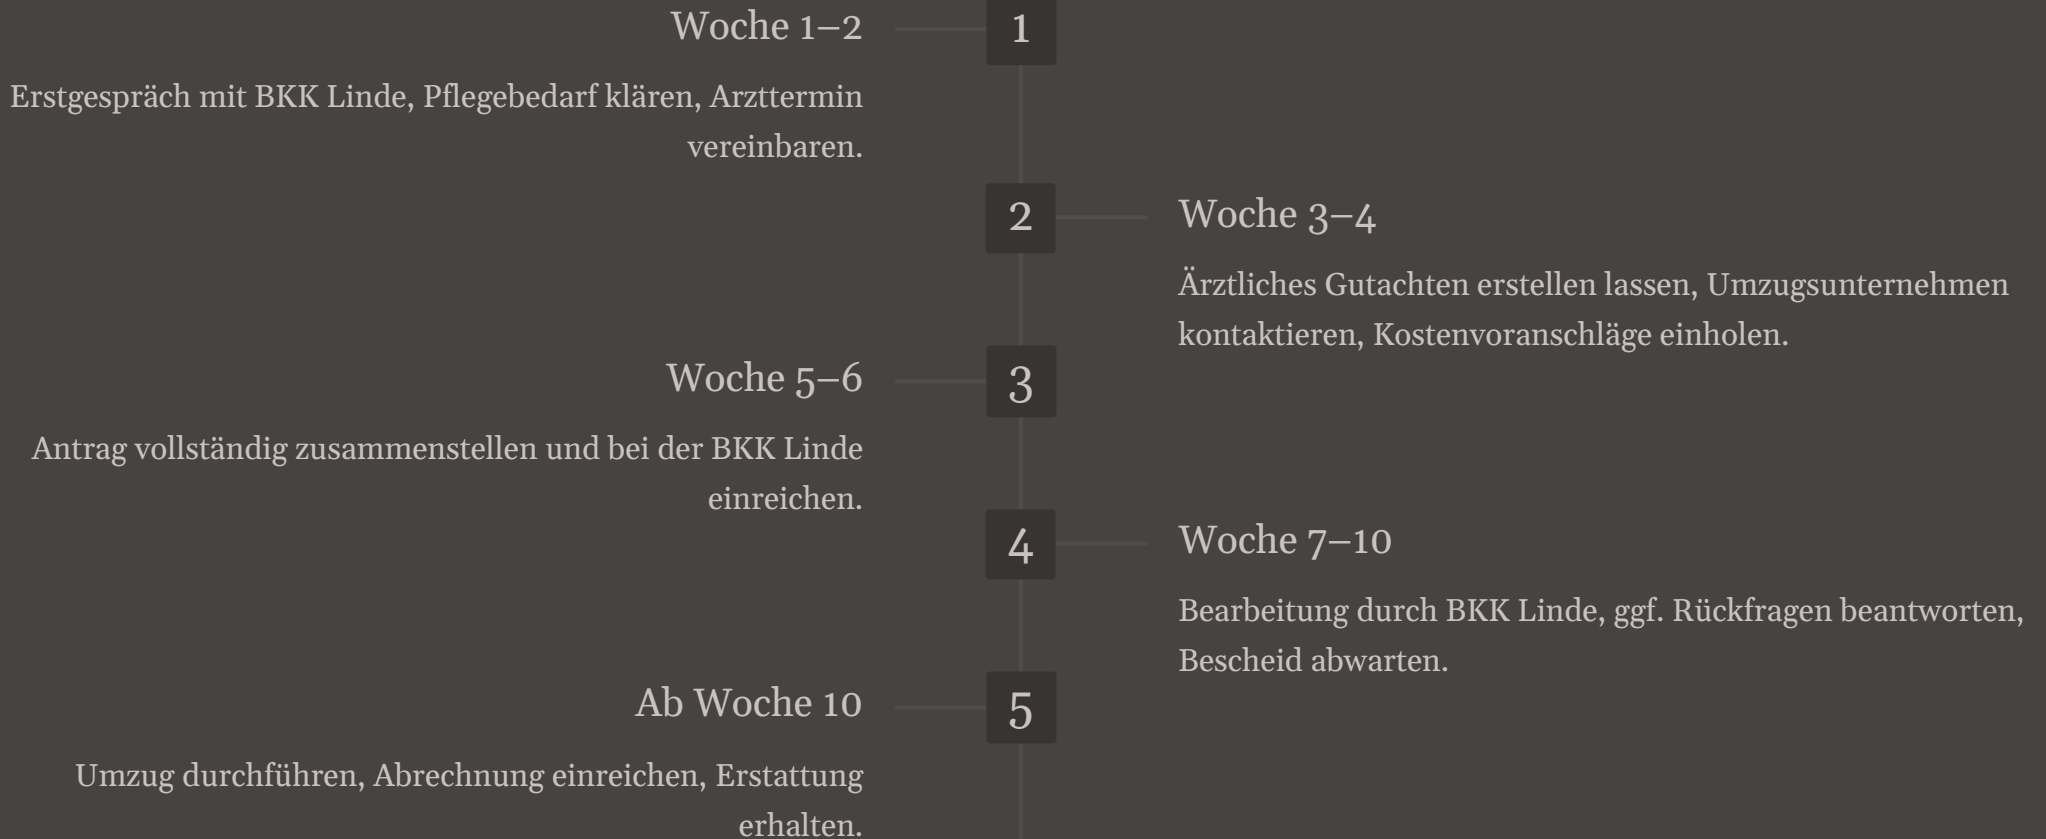 Woche 1–2
1
Erstgespräch mit BKK Linde, Pflegebedarf klären, Arzttermin
vereinbaren.
2
Woche 3–4
Ärztliches Gutachten erstellen lassen, Umzugsunternehmen
kontaktieren, Kostenvoranschläge einholen.
Woche 5–6
3
Antrag vollständig zusammenstellen und bei der BKK Linde
einreichen.
4
Woche 7–10
Bearbeitung durch BKK Linde, ggf. Rückfragen beantworten,
Bescheid abwarten.
Ab Woche 10
5
Umzug durchführen, Abrechnung einreichen, Erstattung
erhalten.